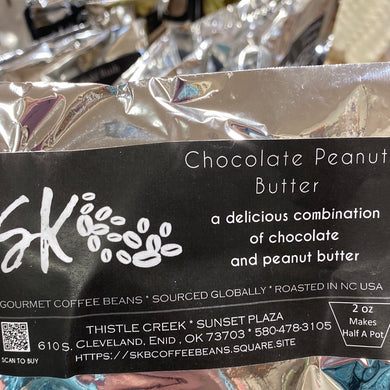 Chocolate Peanut
Butter
a delicious combination
of chocolate
and peanut butter
SK
GOURMET COFFEE BEANS * SOURCED GLOBALLY * ROASTED IN NC USA
THISTLE CREEK * SUNSET PLAZA
610 S. CLEVELAND, ENID, OK 73703 * 580-478-3105
HTTPS://SKBCOFFEEBEANS.SQUARE.SITE
SCAN TO BUY
2 oz
Makes
Half A Pot